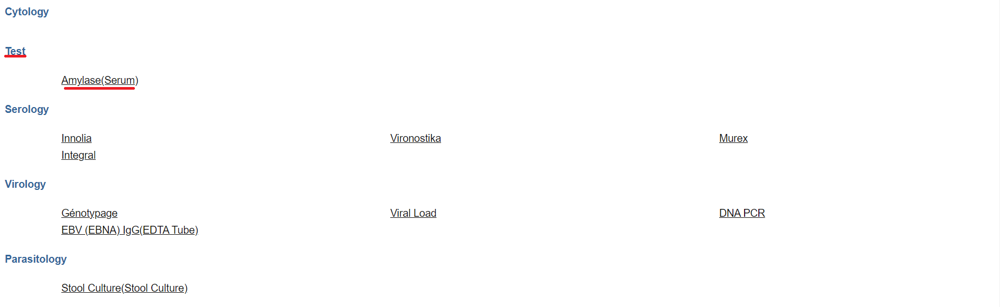 Cytology
Test
Amylase(Serum)
Serology
Innolia Vironostika Murex
Integral
Virology
Génotypage Viral Load DNA PCR
EBV (EBNA) IgG(EDTA Tube)
Parasitology
Stool Culture(Stool Culture)